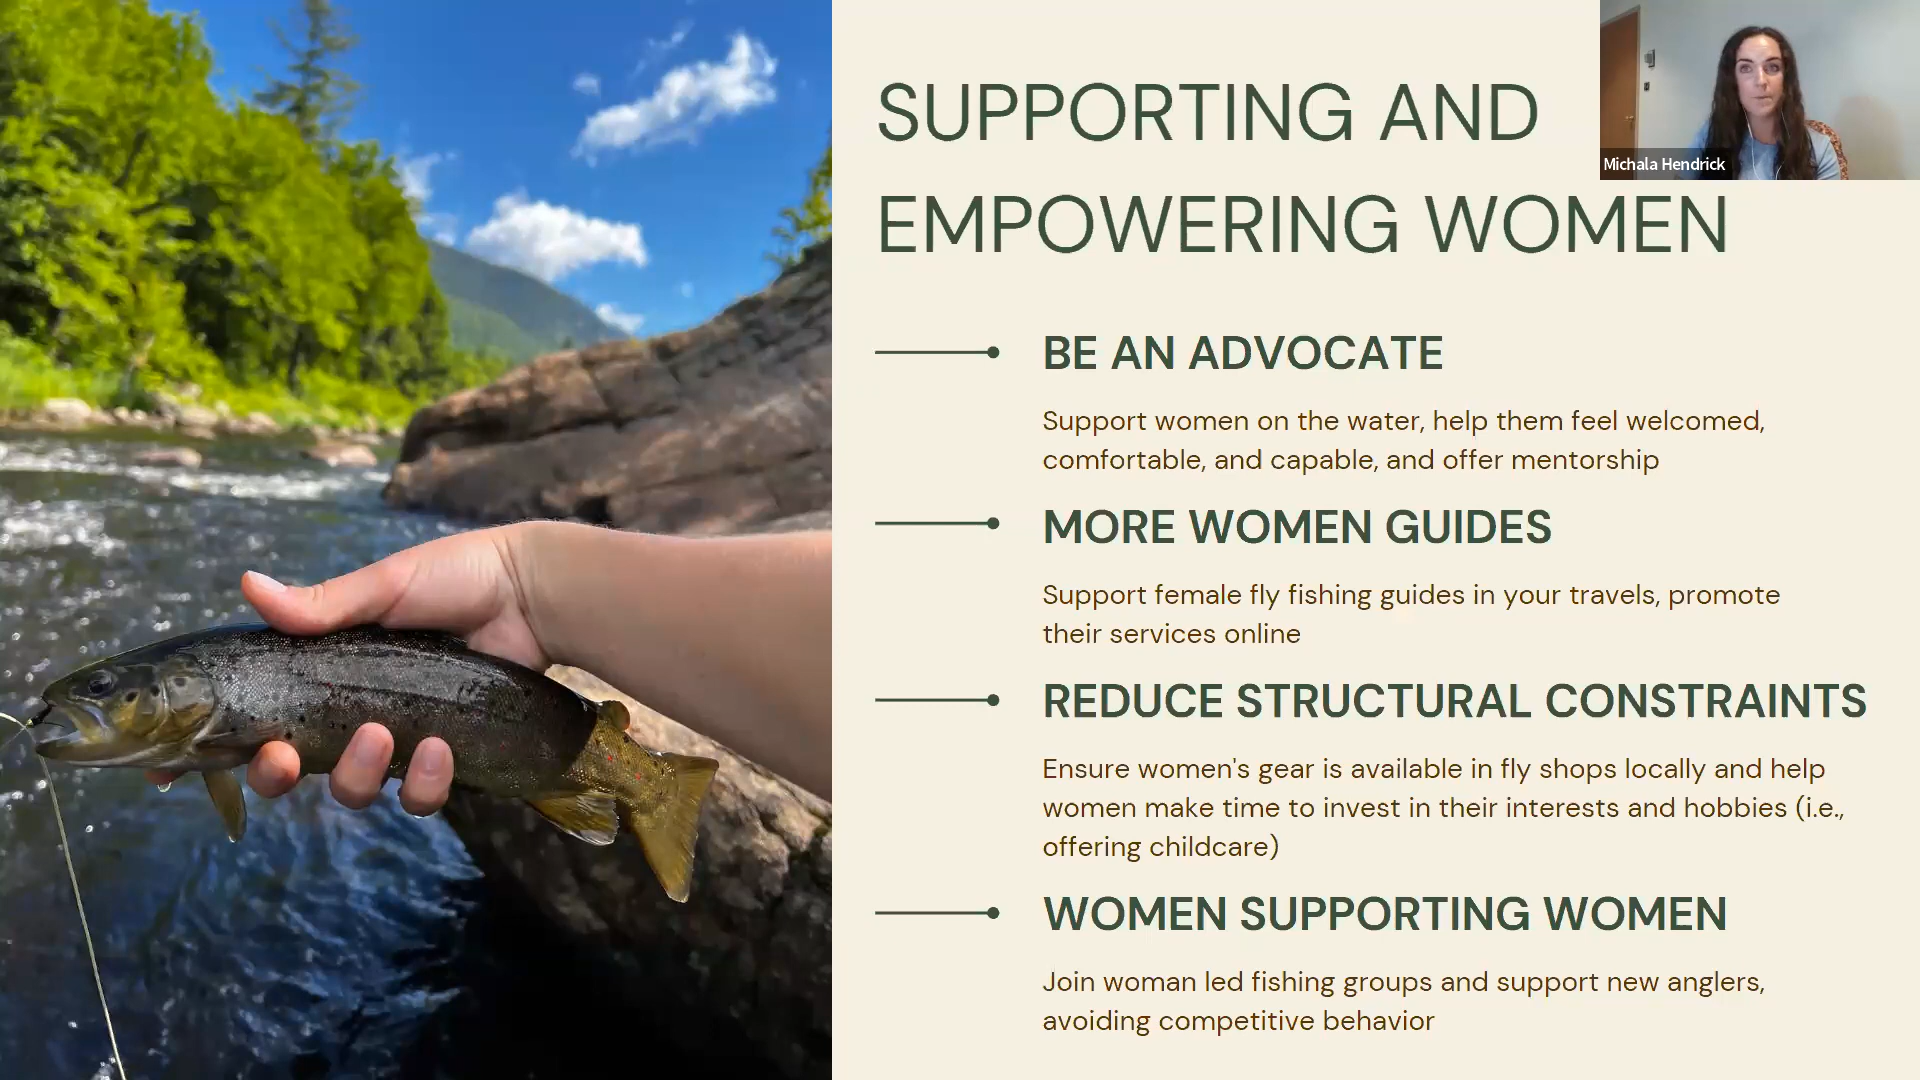 SUPPORTING AND
EMPOWERING WOMEN
Michala Hendrick
BE AN ADVOCATE
Support women on the water, help them feel welcomed,
comfortable, and capable, and offer mentorship
MORE WOMEN GUIDES
Support female fly fishing guides in your travels, promote
their services online
REDUCE STRUCTURAL CONSTRAINTS
Ensure women's gear is available in fly shops locally and help
women make time to invest in their interests and hobbies (i.e.,
offering childcare)
WOMEN SUPPORTING WOMEN
Join woman led fishing groups and support new anglers,
avoiding competitive behavior